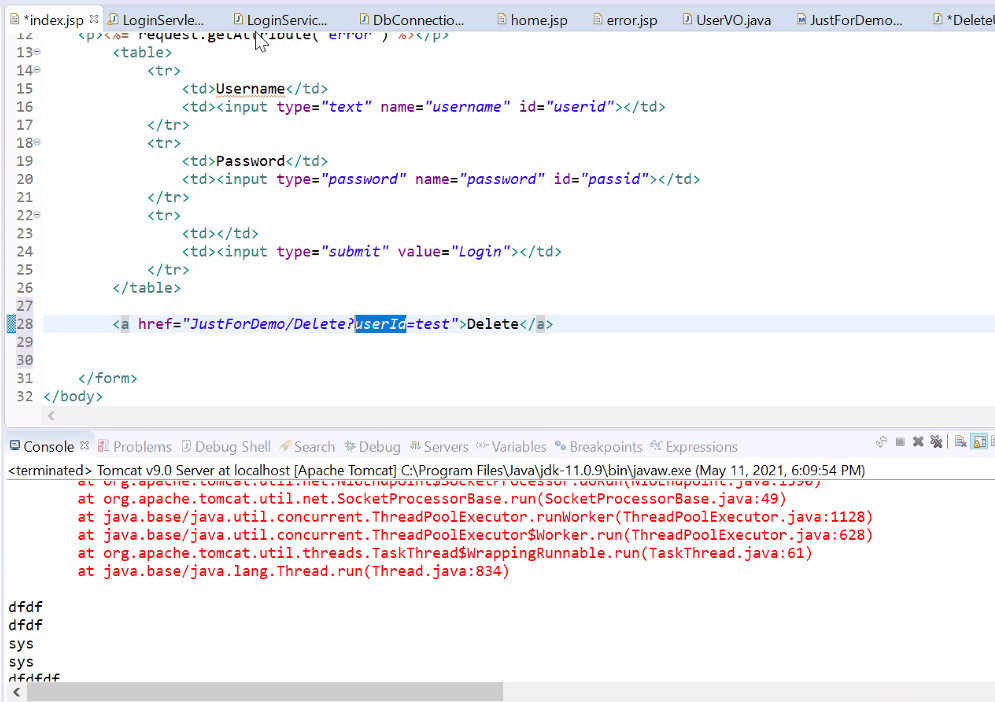 *index.jsp LoginServle... LoginServic... DbConnectio... home.jsp error.jsp UserVO.java JustForDemo... *DeleteU
12 <p><%= request.getAttribute("error") %></p>
13 <table>
14 <tr>
15 <td>Username</td>
16 <td><input type="text" name="username" id="userid"></td>
17 </tr>
18 <tr>
19 <td>Password</td>
20 <td><input type="password" name="password" id="passid"></td>
21 </tr>
22 <tr>
23 <td></td>
24 <td><input type="submit" value="Login"></td>
25 </tr>
26 </table>
27
28 <a href="JustForDemo/Delete?userId=test">Delete</a>
29
30
31 </form>
32 </body>
Console Problems Debug Shell Search Debug Servers Variables Breakpoints Expressions
<terminated> Tomcat v9.0 Server at localhost [Apache Tomcat] C:\Program Files\Java\jdk-11.0.9\bin\javaw.exe (May 11, 2021, 6:09:54 PM)
at org.apache.tomcat.util.net.NioEndpoint$SocketProcessor.doRun(NioEndpoint.java:1590)
at org.apache.tomcat.util.net.SocketProcessorBase.run(SocketProcessorBase.java:49)
at java.base/java.util.concurrent.ThreadPoolExecutor.runWorker(ThreadPoolExecutor.java:1128)
at java.base/java.util.concurrent.ThreadPoolExecutor$Worker.run(ThreadPoolExecutor.java:628)
at org.apache.tomcat.util.threads.TaskThread$WrappingRunnable.run(TaskThread.java:61)
at java.base/java.lang.Thread.run(Thread.java:834)
dfdf
dfdf
sys
sys
dfdfdf